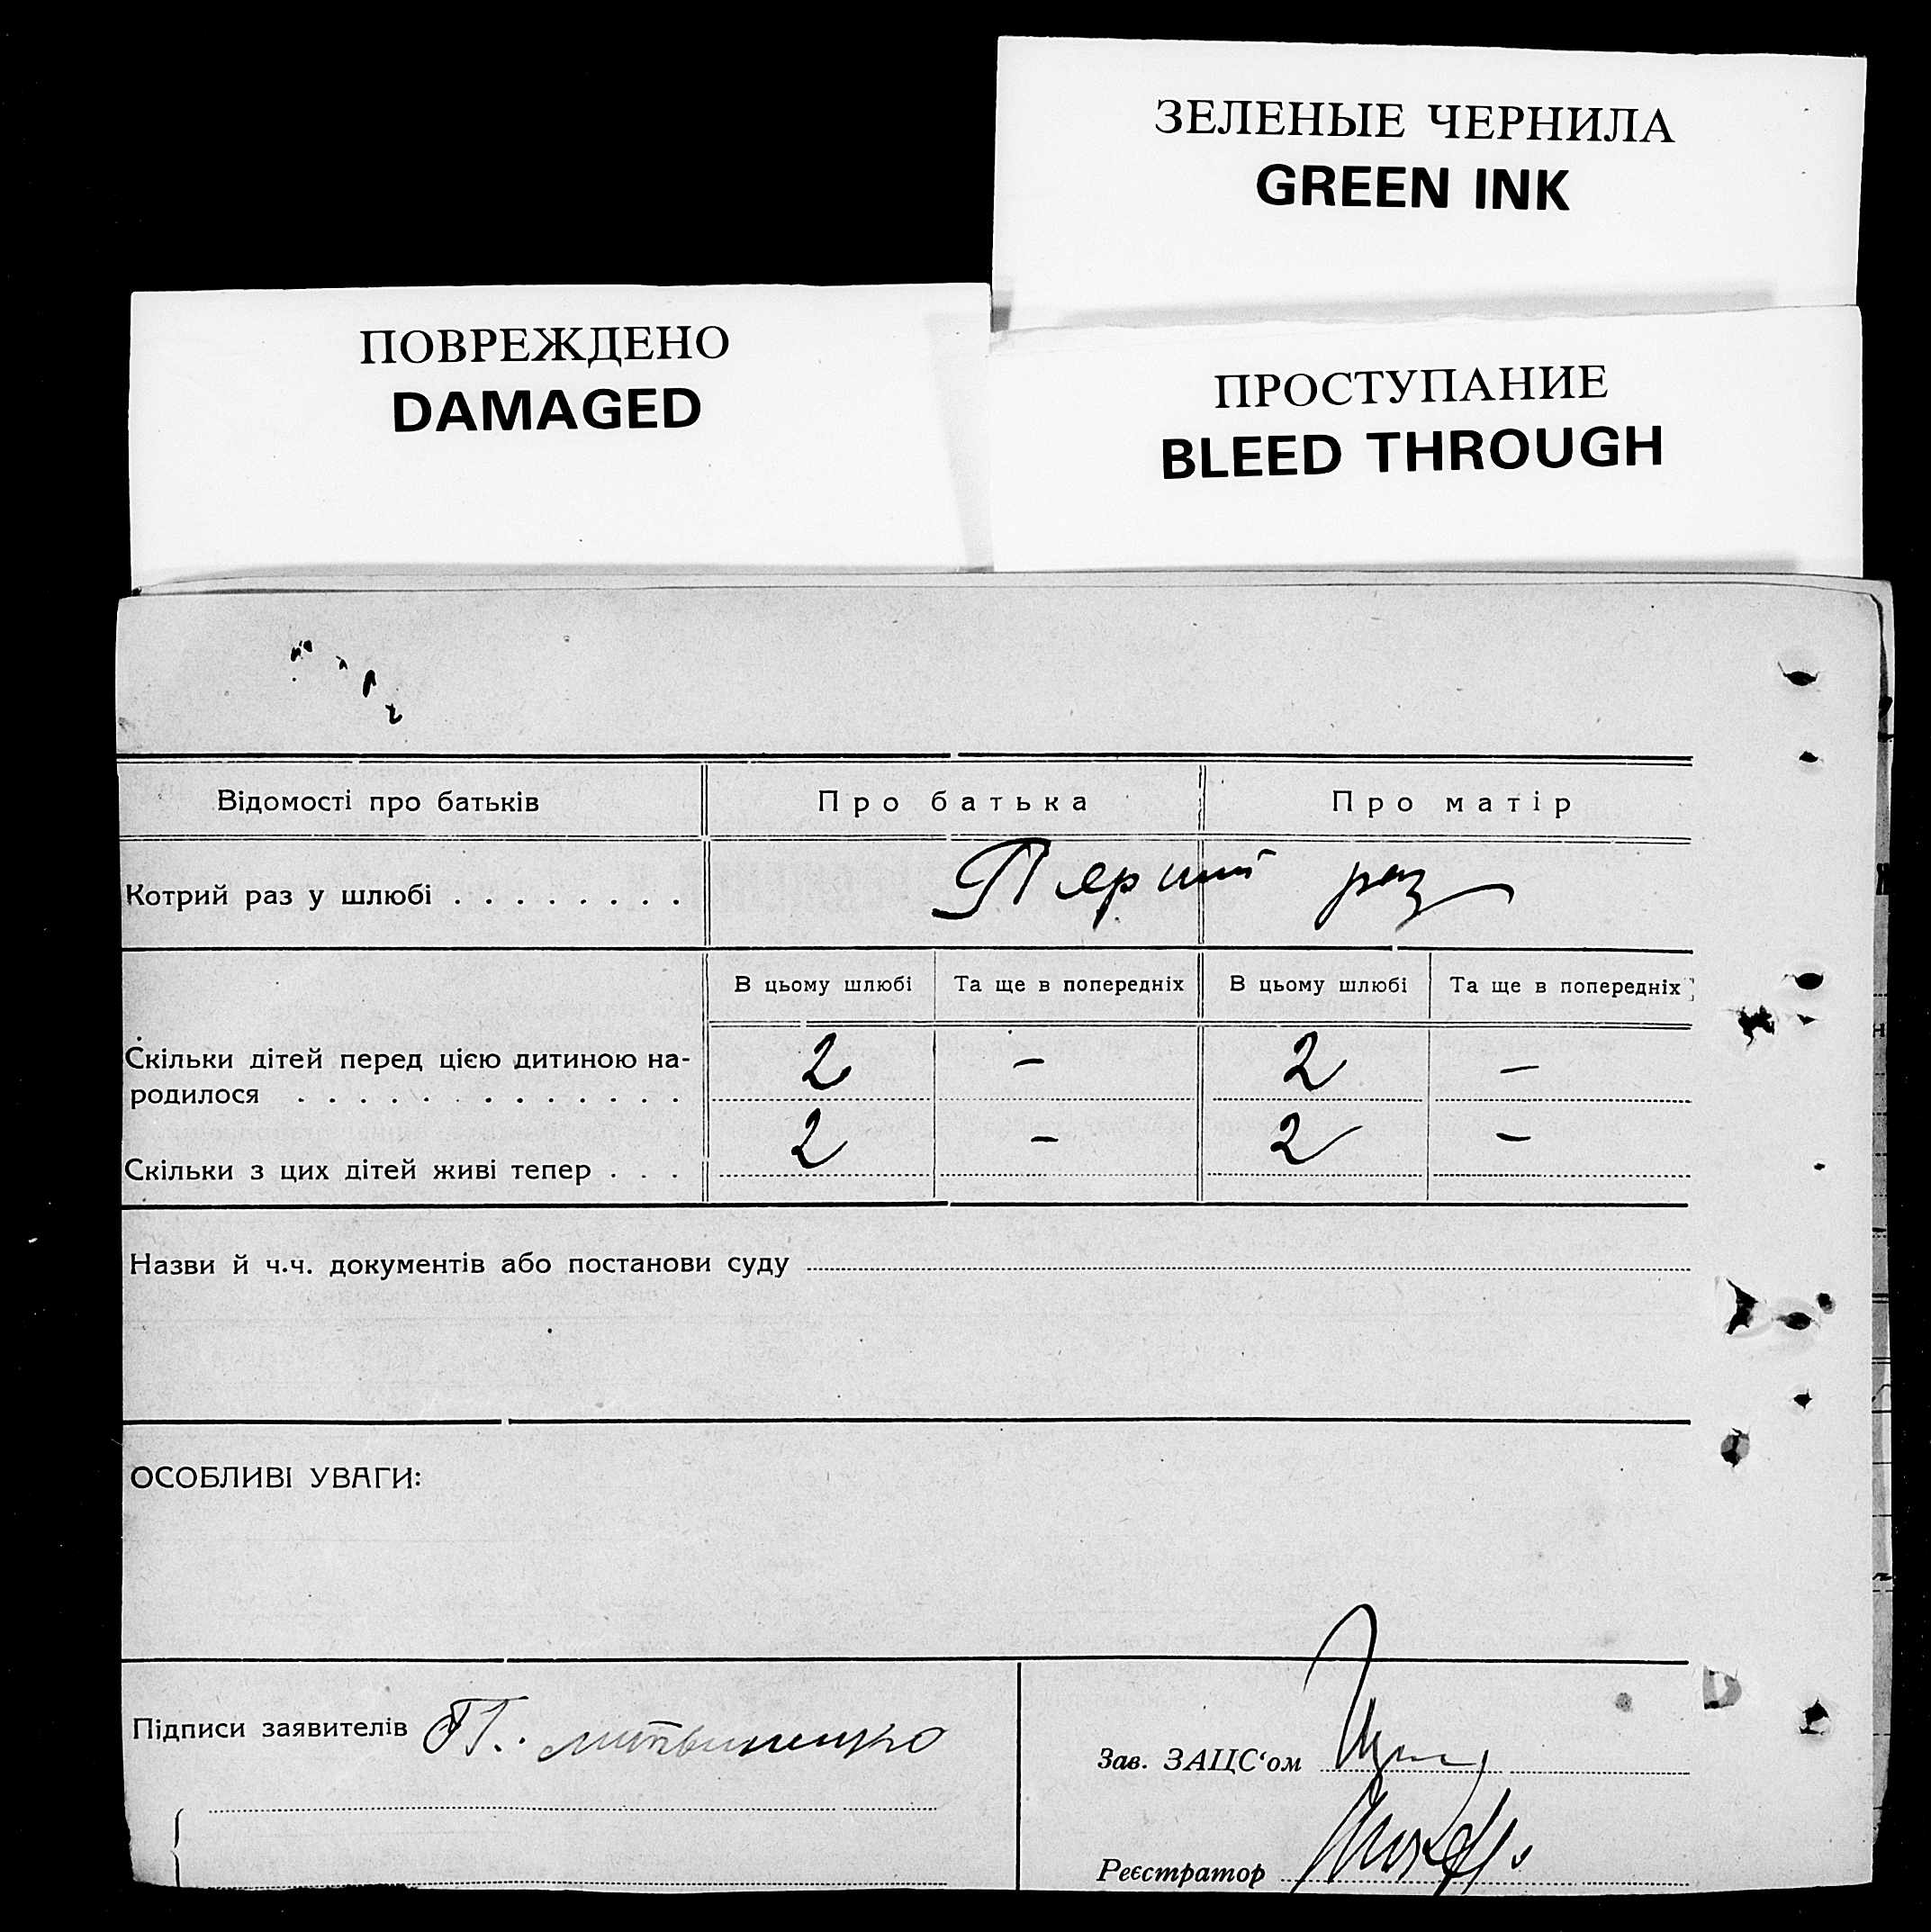 ЗЕЛЕНЫЕ ЧЕРНИЛА
GREEN INK
ПОВРЕЖДЕНО
DAMAGED
ПРОСТУПАНИЕ
BLEED THROUGH
Відомості про батьків Про батька Про матір
Котрий раз у шлюбі . . . . . . . . Перший раз
В цьому шлюбі Та ще в попередніх В цьому шлюбі Та ще в попередніх
Скільки дітей перед цією дитиною на-
родилося . . . . . . . . . . . . . 2 - 2 -
Скільки з цих дітей живі тепер . . . 2 - 2 -
Назви й ч.ч. документів або постанови суду
ОСОБЛИВІ УВАГИ:
Підписи заявителів
Зав. ЗАЦС‘ом
Реєстратор